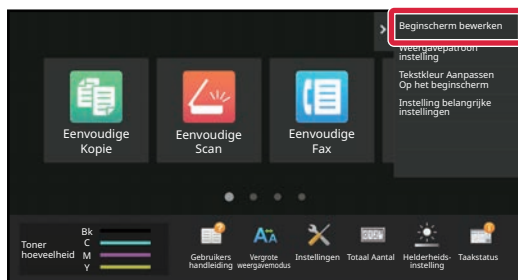 Beginscherm bewerken
Weergavepatroon
instelling
Tekstkleur Aanpassen
Op het beginscherm
Instelling belangrijke
instellingen
Eenvoudige
Kopie
Eenvoudige
Scan
Eenvoudige
Fax
Toner
hoeveelheid
Bk
C
M
Y
Gebruikers
handleiding
Vergrote
weergavemodus
Instellingen
Totaal Aantal
Helderheids-
instelling
Taakstatus